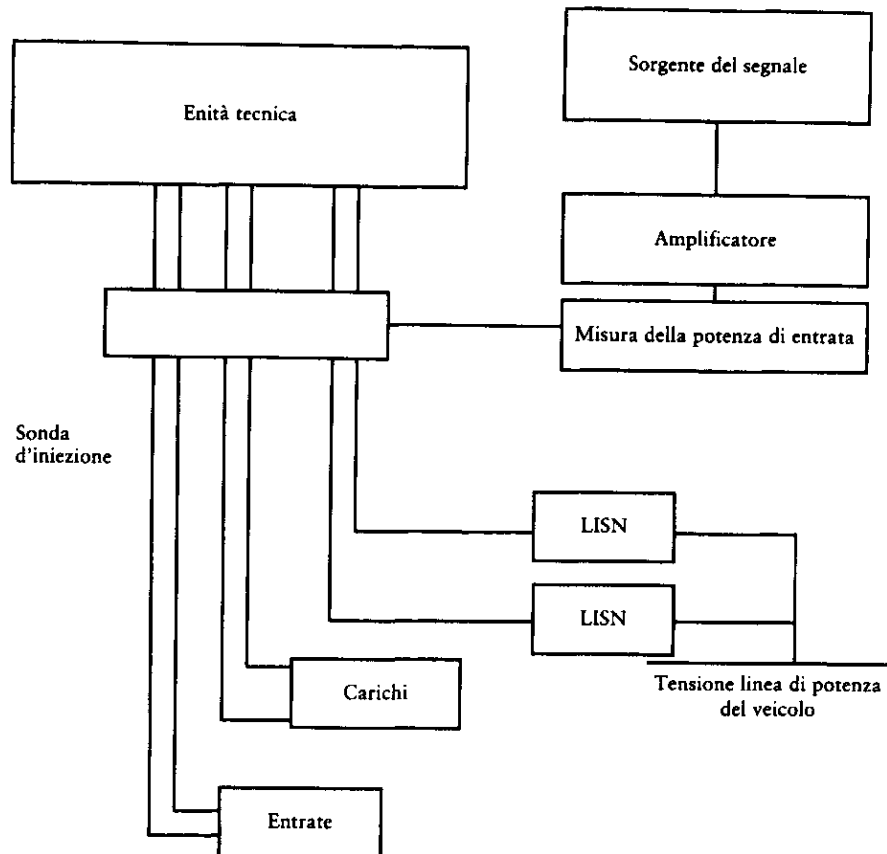 Enità tecnica
Sorgente del segnale
Amplificatore
Misura della potenza di entrata
Sonda
d'iniezione
LISN
LISN
Carichi
Tensione linea di potenza
del veicolo
Entrate